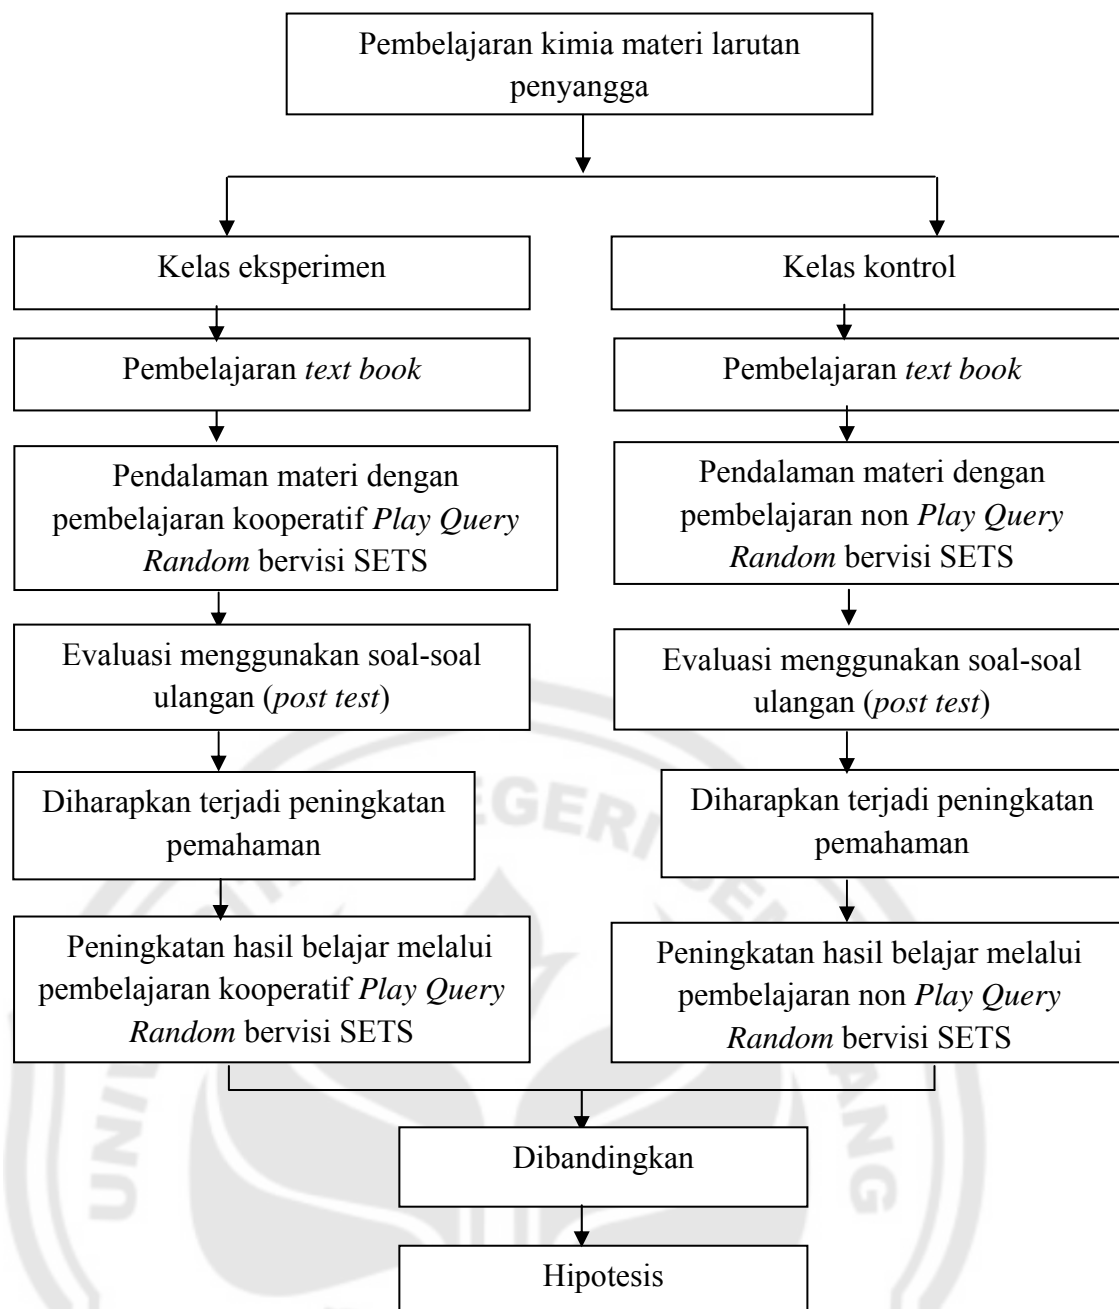 Pembelajaran kimia materi larutan
penyangga
Kelas eksperimen
Kelas kontrol
Pembelajaran text book
Pembelajaran text book
Pendalaman materi dengan
pembelajaran kooperatif Play Query
Random bervisi SETS
Pendalaman materi dengan
pembelajaran non Play Query
Random bervisi SETS
Evaluasi menggunakan soal-soal
ulangan (post test)
Evaluasi menggunakan soal-soal
ulangan (post test)
Diharapkan terjadi peningkatan
pemahaman
Diharapkan terjadi peningkatan
pemahaman
Peningkatan hasil belajar melalui
pembelajaran kooperatif Play Query
Random bervisi SETS
Peningkatan hasil belajar melalui
pembelajaran non Play Query
Random bervisi SETS
Dibandingkan
Hipotesis